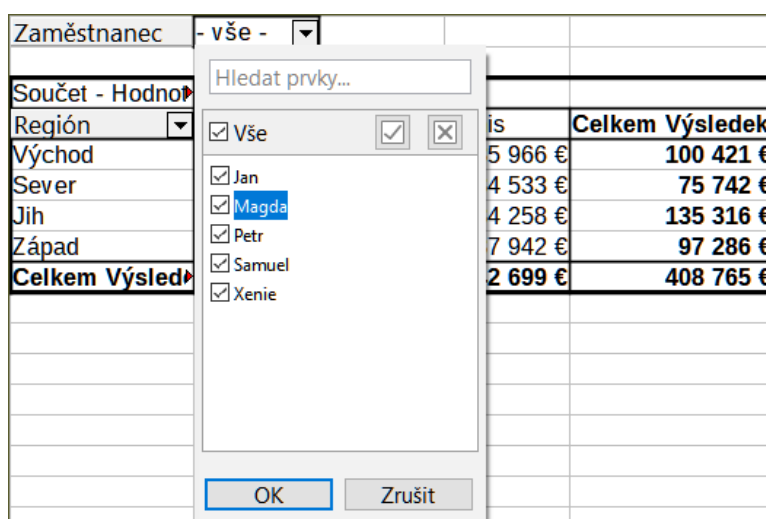 Zaměstnanec - vše -
Hledat prvky...
Součet - Hodnot
Región Vše is Celkem Výsledek
Východ 5 966 € 100 421 €
Jan
Sever 4 533 € 75 742 €
Magda
Jih 4 258 € 135 316 €
Petr
Západ 7 942 € 97 286 €
Samuel
Celkem Výsled 2 699 € 408 765 €
Xenie
OK Zrušit